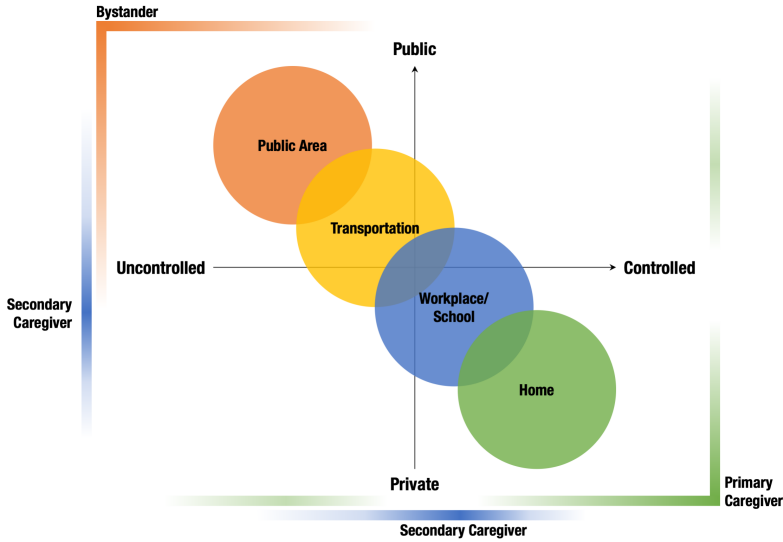 Bystander
Public
Public Area
Transportation
Uncontrolled
Controlled
Secondary
Caregiver
Workplace/
School
Home
Private
Primary
Caregiver
Secondary Caregiver